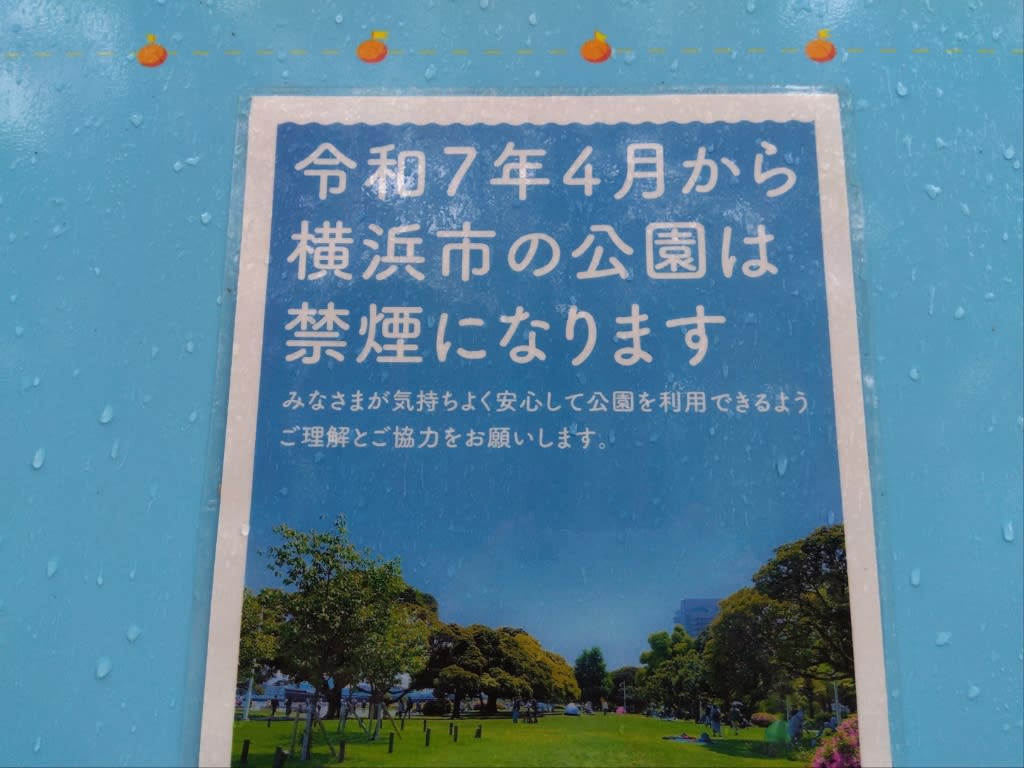 令和7年4月から
横浜市の公園は
禁煙になります
みなさまが気持ちよく安心して公園を利用できるよう
ご理解とご協力をお願いします。